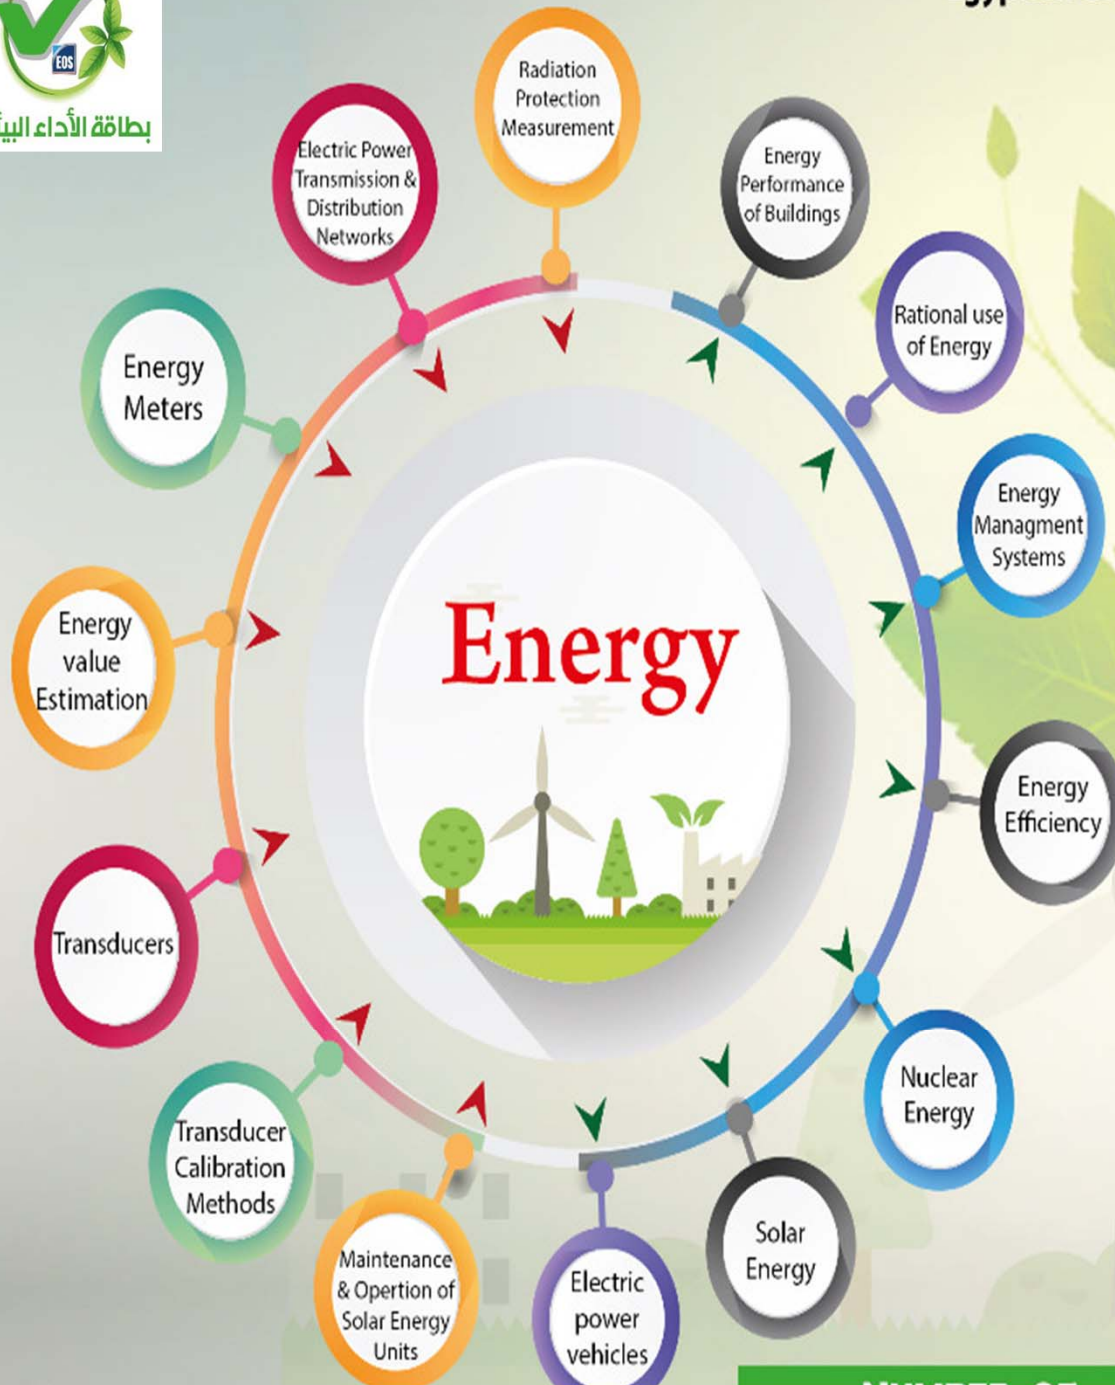 EOS
بطاقة الأداء
Radiation
Protection
Measurement
Energy
Performance
of Buildings
Rational use
of Energy
Energy
Managment
Systems
Energy
Efficiency
Nuclear
Energy
Solar
Energy
Electric
power
vehicles
Maintenance
& Opertion of
Solar Energy
Units
Transducer
Calibration
Methods
Transducers
Energy
value
Estimation
Energy
Meters
Electric Power
Transmission &
Distribution
Networks
Energy